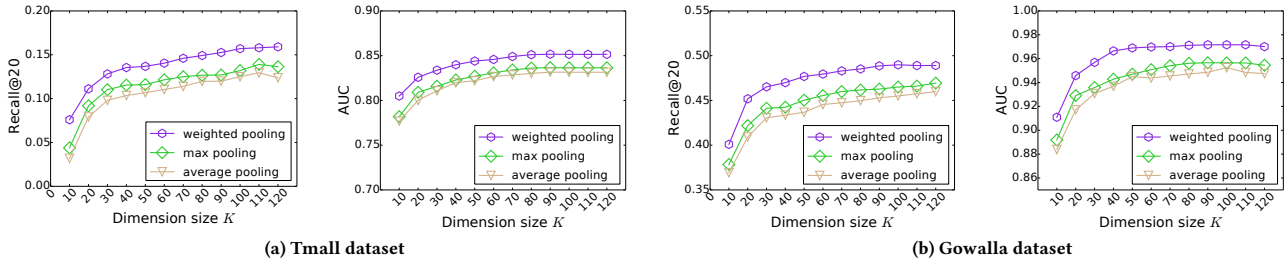 0.20
0.15
0.10
0.05
0.00
Recall@20
weighted pooling
max pooling
average pooling
0 10 20 30 40 50 60 70 80 90 100 110 120
Dimension size K
0.90
0.85
0.80
0.75
0.70
AUC
weighted pooling
max pooling
average pooling
10 20 30 40 50 60 70 80 90 100 110 120
Dimension size K
(a) Tmall dataset
0.55
0.50
0.45
0.40
0.35
Recall@20
weighted pooling
max pooling
average pooling
0 10 20 30 40 50 60 70 80 90 100 110 120
Dimension size K
1.00
0.98
0.96
0.94
0.92
0.90
0.88
0.86
AUC
weighted pooling
max pooling
average pooling
0 10 20 30 40 50 60 70 80 90 100 110 120
Dimension size K
(b) Gowalla dataset